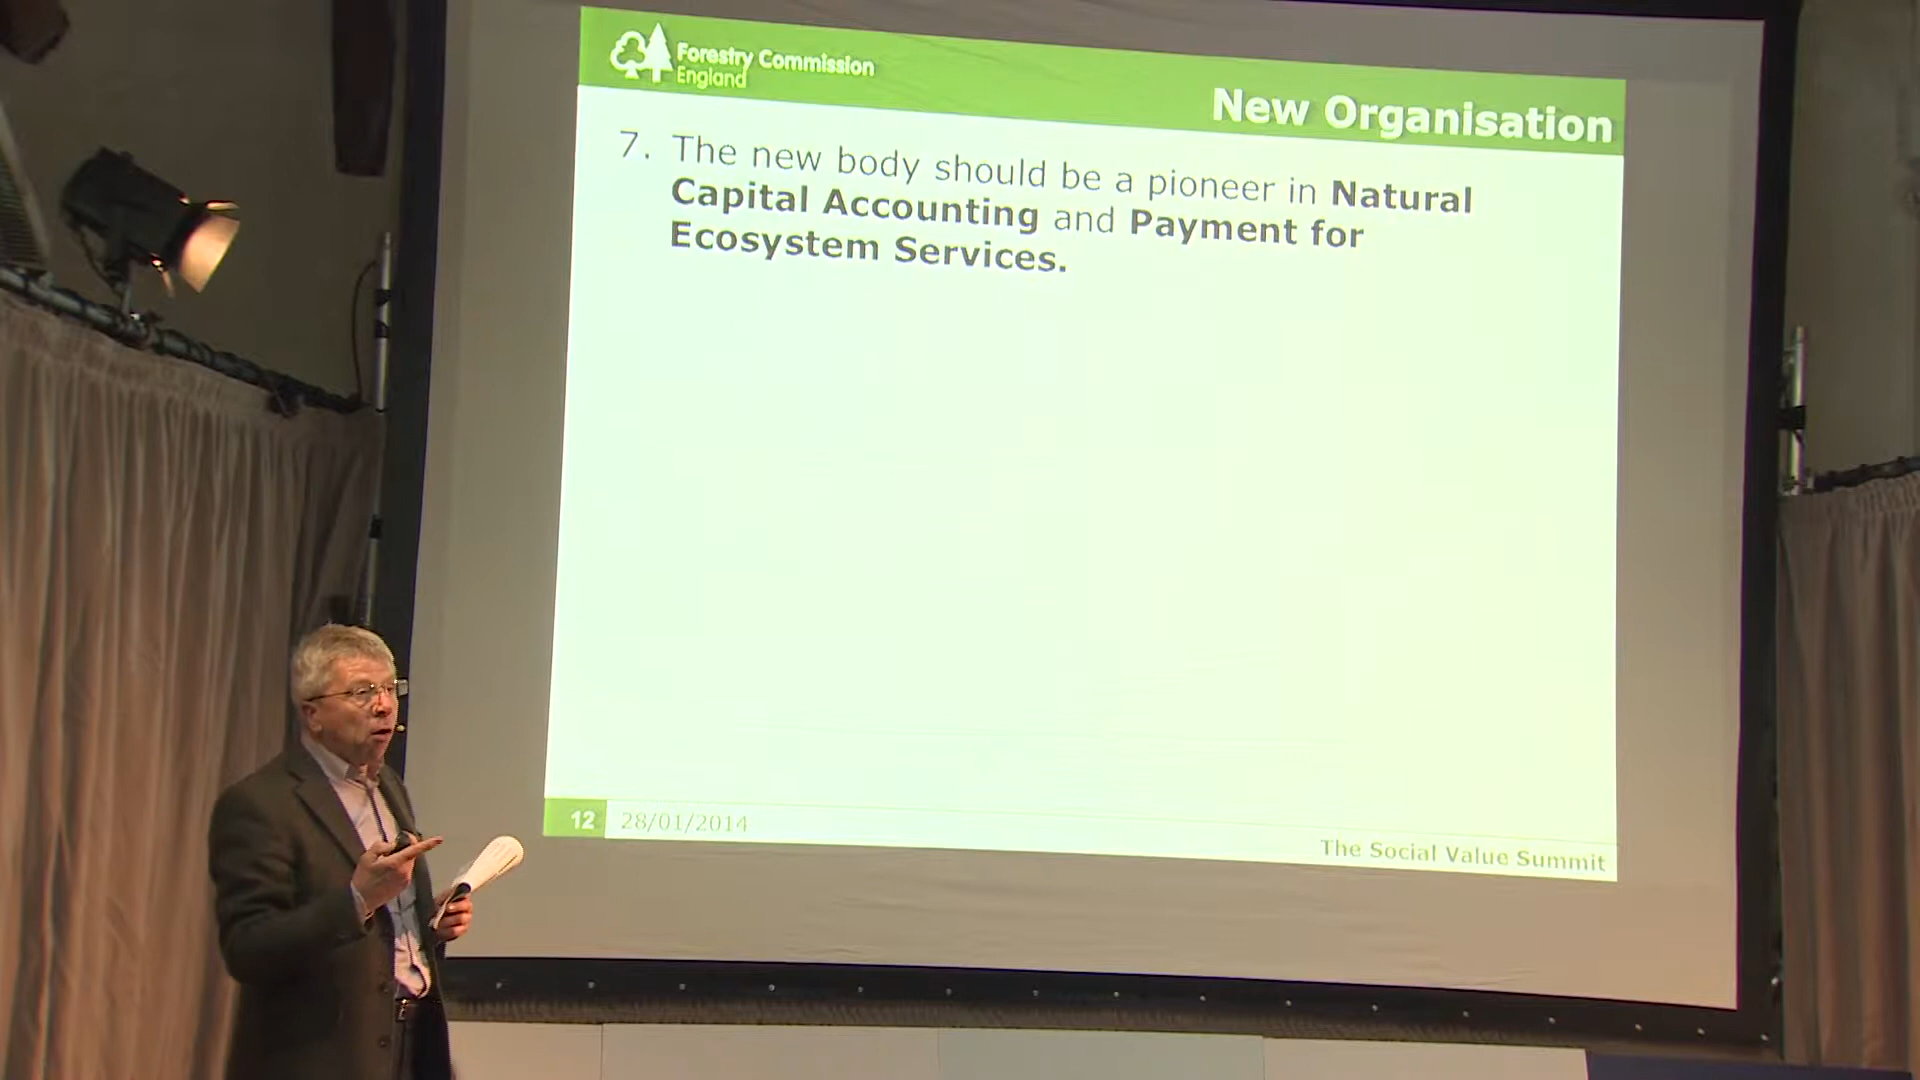 Forestry Commission
England
New Organisation
7. The new body should be a pioneer in Natural
Capital Accounting and Payment for
Ecosystem Services.
12 28/01/2014
The Social Value Summit